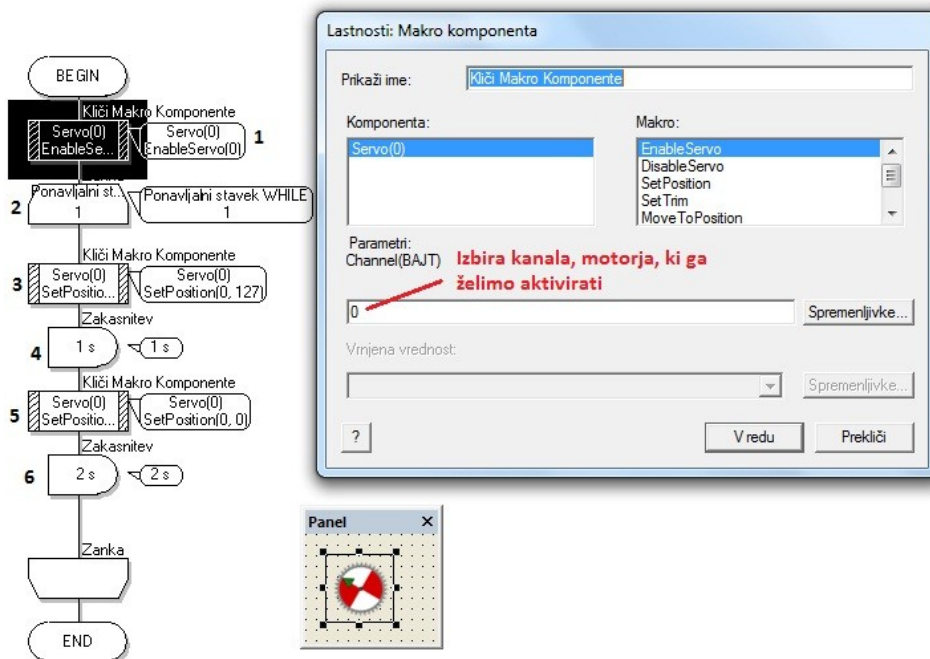 BEGIN
Kliči Makro Komponente
Servo(0)
EnableSe...
Servo(0)
EnableServo(0)
1
Zanka
Ponavljalni st...
1
Ponavljalni stavek WHILE
1
2
Kliči Makro Komponente
Servo(0)
SetPositio...
Servo(0)
SetPosition(0, 127)
3
Zakasnitev
1 s
1 s
4
Kliči Makro Komponente
Servo(0)
SetPositio...
Servo(0)
SetPosition(0, 0)
5
Zakasnitev
2 s
2 s
6
Zanka
END
Lastnosti: Makro komponenta
Prikaži ime:
Kliči Makro Komponente
Komponenta:
Servo(0)
Makro:
EnableServo
DisableServo
SetPosition
SetTrim
MoveToPosition
Parametri:
Channel(BAJT)
Izbira kanala, motorja, ki ga
želimo aktivirati
0
Spremenljivke...
Vrnjena vrednost:
Spremenljivke...
?
V redu
Prekliči
Panel